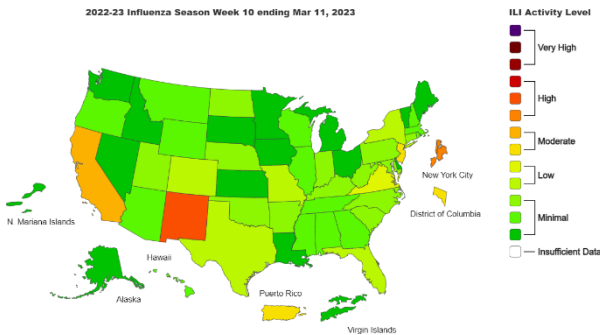 2022-23 Influenza Season Week 10 ending Mar 11, 2023
ILI Activity Level
Very High
High
Moderate
Low
Minimal
Insufficient Data
New York City
District of Columbia
N. Mariana Islands
Hawaii
Alaska
Puerto Rico
Virgin Islands